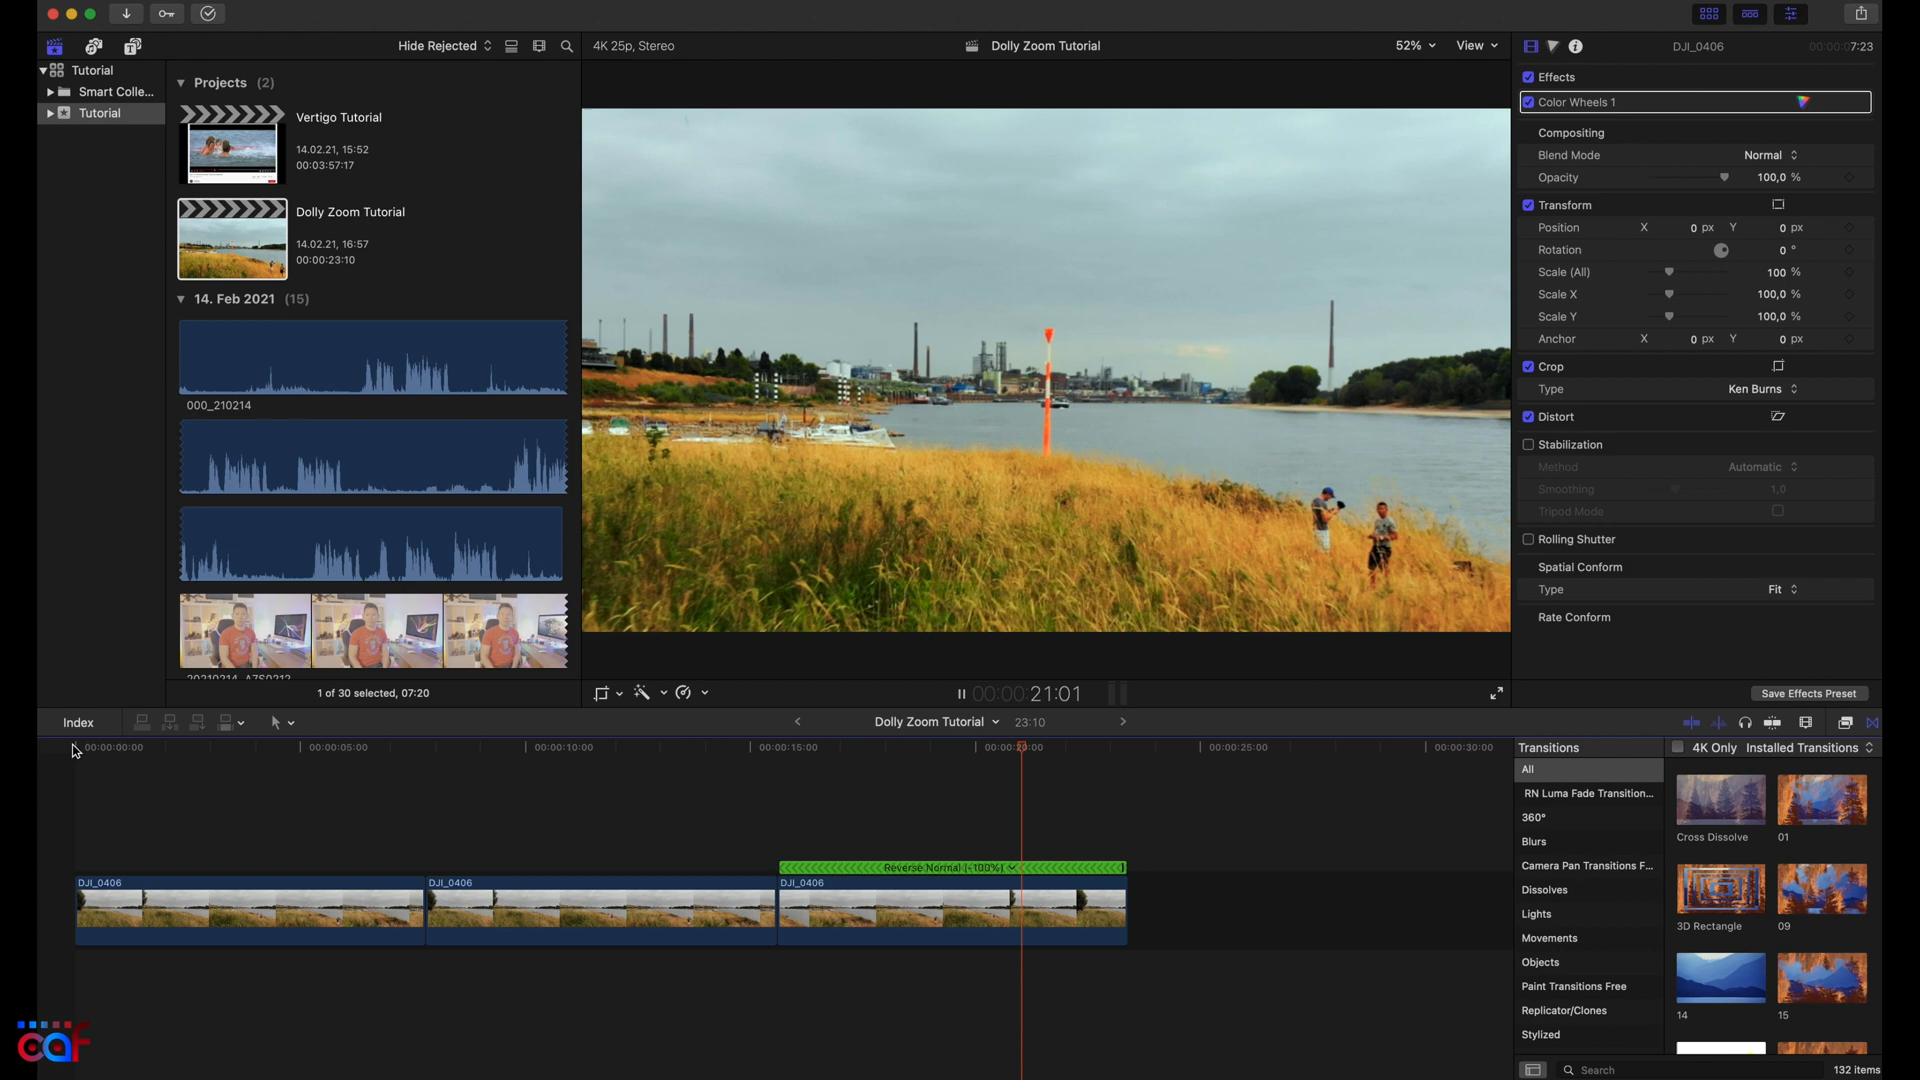 Hide Rejected
4K 25p, Stereo
Dolly Zoom Tutorial
52%
View
DJI_0406
00:00:07:23
Tutorial
Smart Colle...
Tutorial
Projects (2)
Vertigo Tutorial
14.02.21, 15:52
00:03:57:17
Dolly Zoom Tutorial
14.02.21, 16:57
00:00:23:10
14. Feb 2021 (15)
000_210214
20210214_A7S0212
1 of 30 selected, 07:20
Effects
Color Wheels 1
Compositing
Blend Mode Normal
Opacity 100,0 %
Transform
Position X 0 px Y 0 px
Rotation 0 °
Scale (All) 100 %
Scale X 100,0 %
Scale Y 100,0 %
Anchor X 0 px Y 0 px
Crop
Type Ken Burns
Distort
Stabilization
Method Automatic
Smoothing 1,0
Tripod Mode
Rolling Shutter
Spatial Conform
Type Fit
Rate Conform
Save Effects Preset
00:00:00:21:01
Index
Dolly Zoom Tutorial
23:10
00:00:00:00
00:00:05:00
00:00:10:00
00:00:15:00
00:00:20:00
00:00:25:00
00:00:30:00
Reverse Normal (-100%)
DJI_0406
DJI_0406
DJI_0406
Transitions
4K Only
Installed Transitions
All
RN Luma Fade Transition...
360°
Blurs
Camera Pan Transitions F...
Dissolves
Lights
Movements
Objects
Paint Transitions Free
Replicator/Clones
Stylized
Cross Dissolve
01
3D Rectangle
09
14
15
Search
132 items
caf